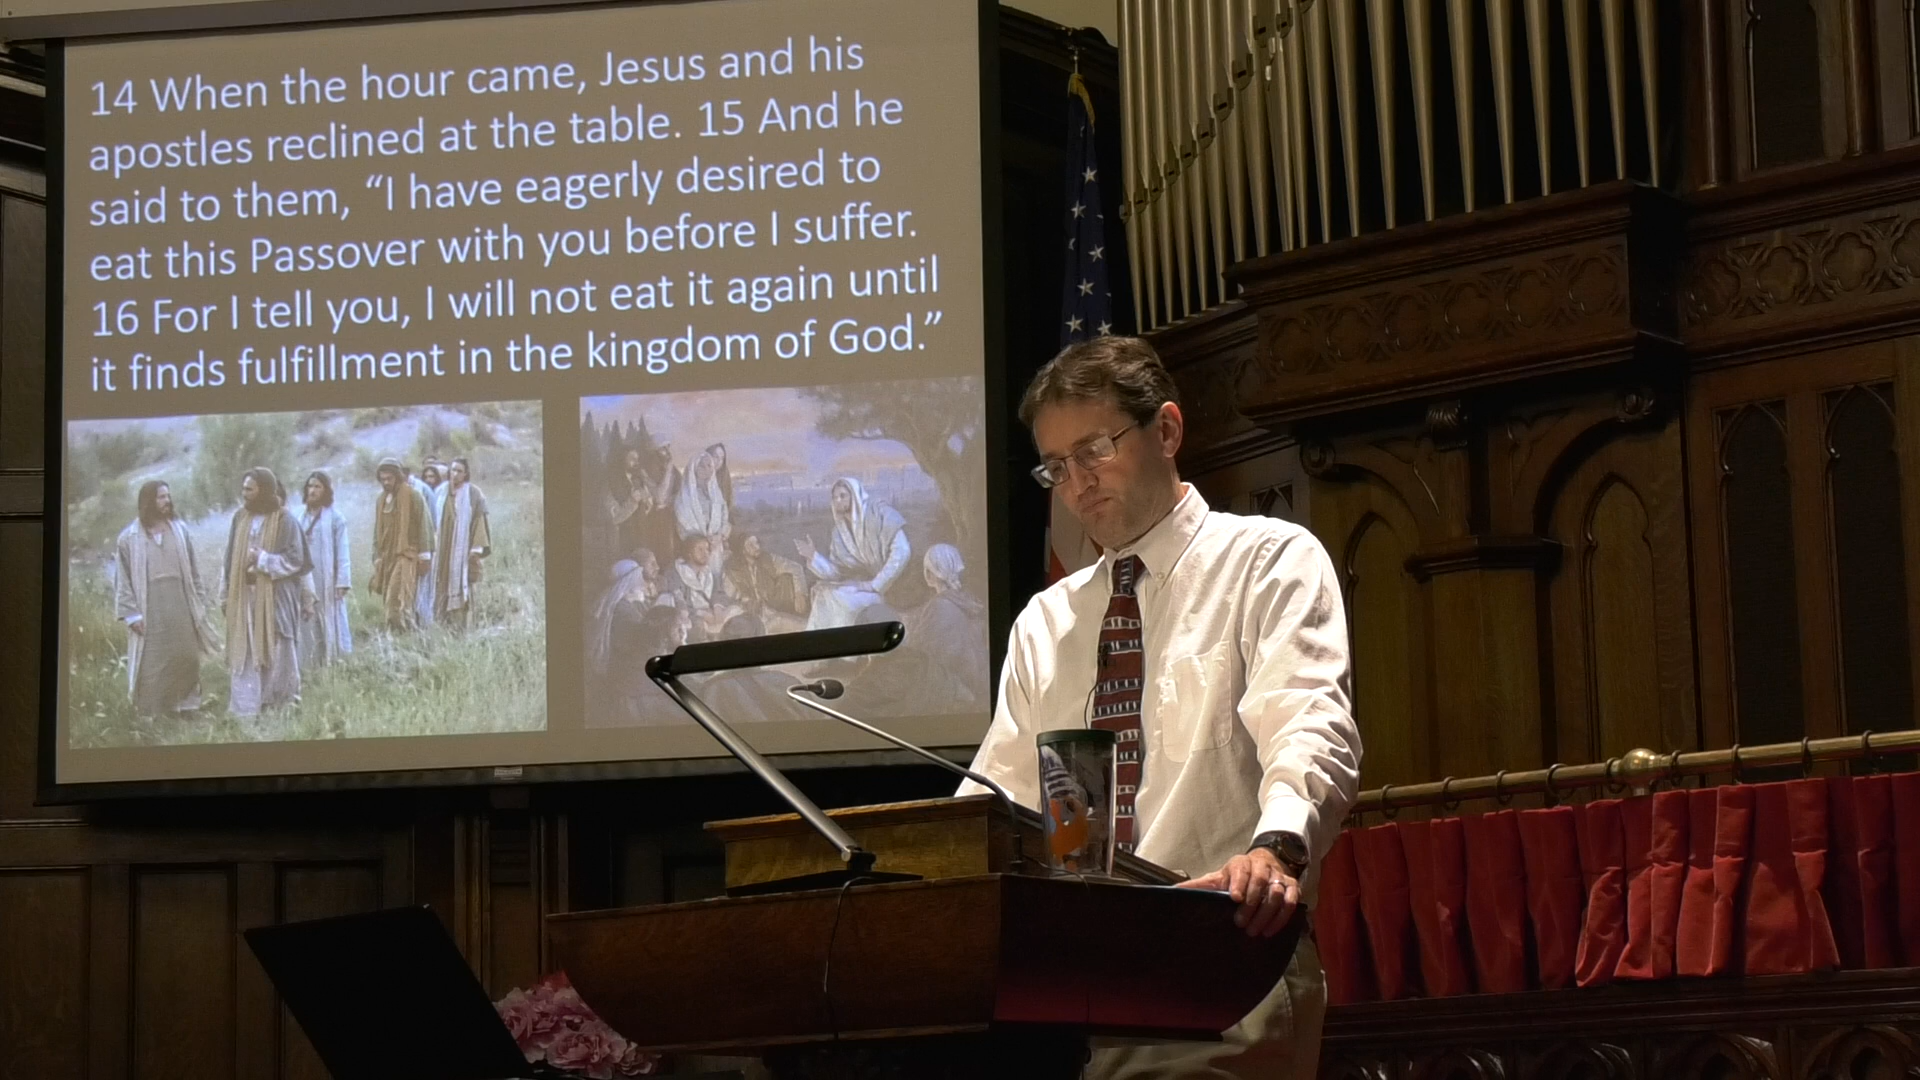 14 When the hour came, Jesus and his
apostles reclined at the table. 15 And he
said to them, “I have eagerly desired to
eat this Passover with you before I suffer.
16 For I tell you, I will not eat it again until
it finds fulfillment in the kingdom of God.”